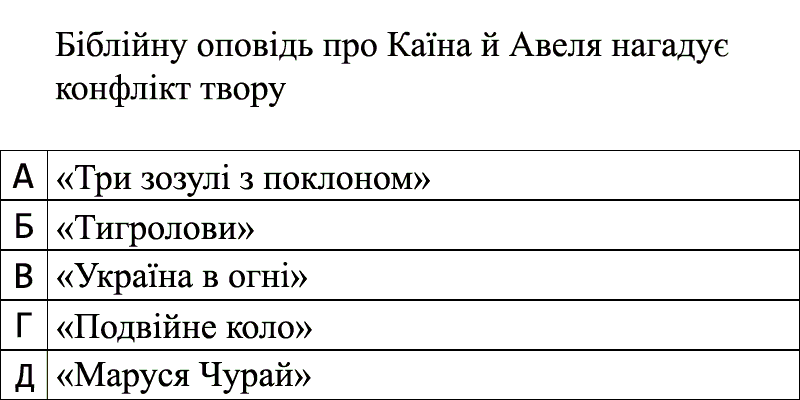 Біблійну оповідь про Каїна й Авеля нагадує
конфлікт твору
А «Три зозулі з поклоном»
Б «Тигролови»
В «Україна в огні»
Г «Подвійне коло»
Д «Маруся Чурай»